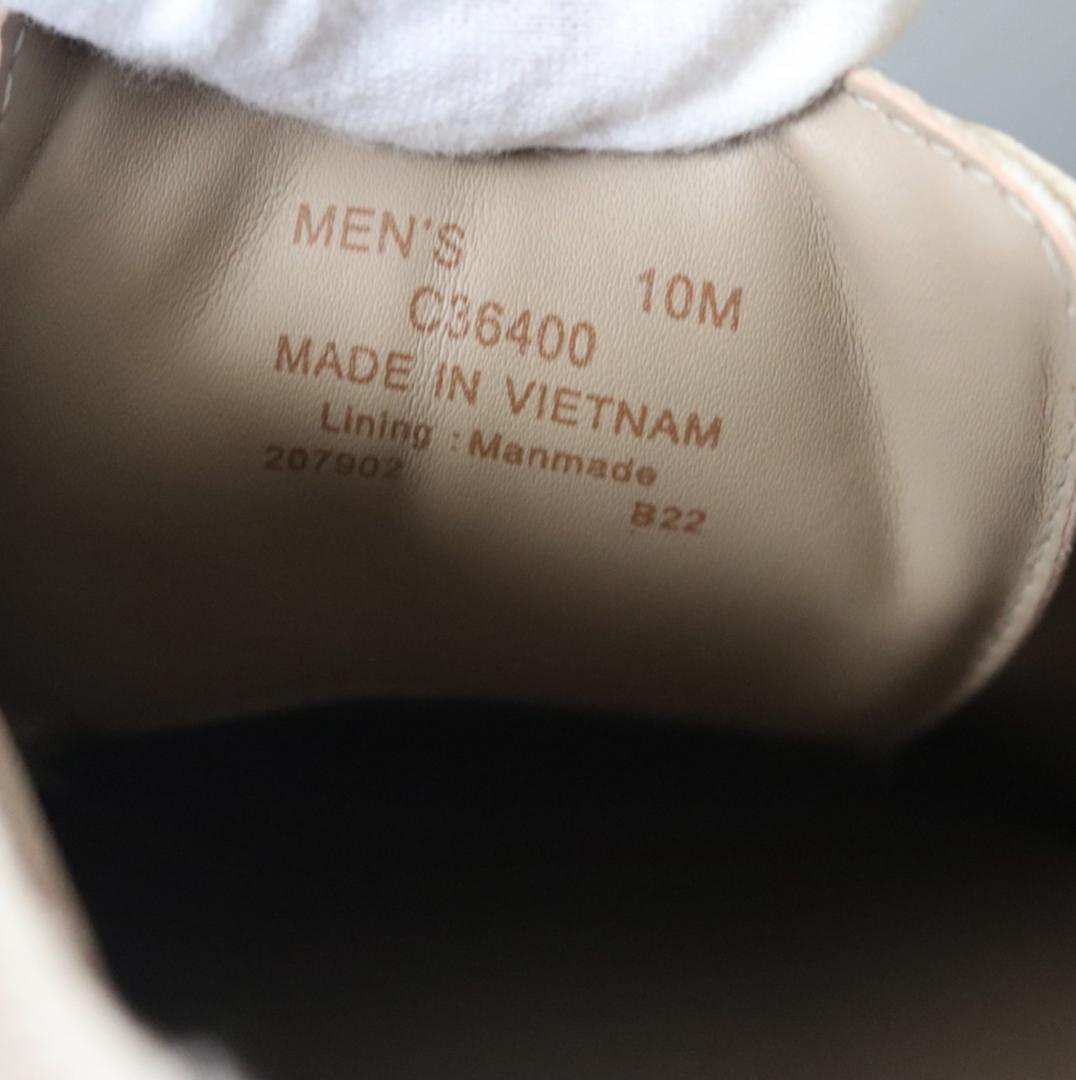 MEN'S
10M
C36400
MADE IN VIETNAM
Lining : Manmade
207902
B22